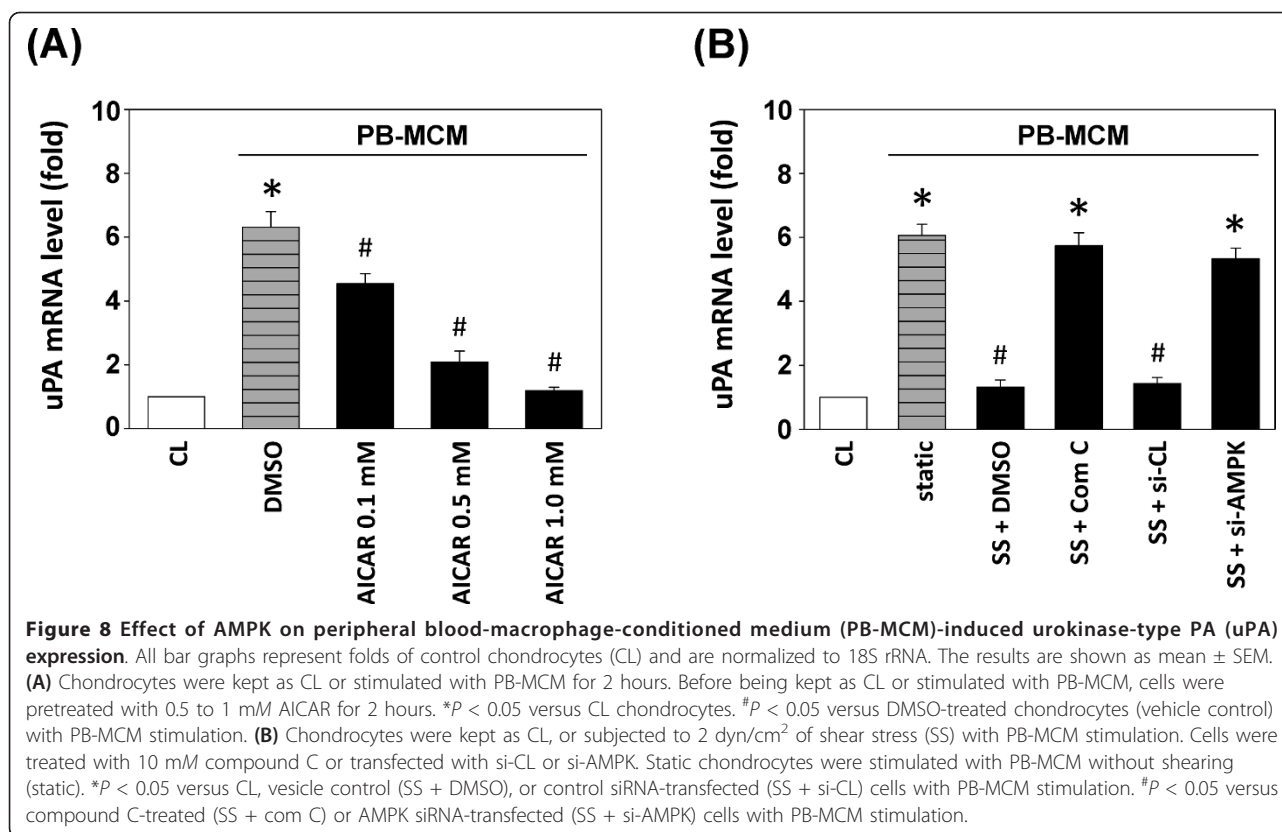 (A)
uPA mRNA level (fold)
10
8
6
4
2
0
PB-MCM
*
#
#
#
CL
DMSO
AICAR 0.1 mM
AICAR 0.5 mM
AICAR 1.0 mM
(B)
uPA mRNA level (fold)
10
8
6
4
2
0
PB-MCM
*
#
*
#
*
CL
static
SS + DMSO
SS + Com C
SS + si-CL
SS + si-AMPK
Figure 8 Effect of AMPK on peripheral blood-macrophage-conditioned medium (PB-MCM)-induced urokinase-type PA (uPA)
expression. All bar graphs represent folds of control chondrocytes (CL) and are normalized to 18S rRNA. The results are shown as mean ± SEM.
(A) Chondrocytes were kept as CL or stimulated with PB-MCM for 2 hours. Before being kept as CL or stimulated with PB-MCM, cells were
pretreated with 0.5 to 1 mM AICAR for 2 hours. *P < 0.05 versus CL chondrocytes. #P < 0.05 versus DMSO-treated chondrocytes (vehicle control)
with PB-MCM stimulation. (B) Chondrocytes were kept as CL, or subjected to 2 dyn/cm² of shear stress (SS) with PB-MCM stimulation. Cells were
treated with 10 mM compound C or transfected with si-CL or si-AMPK. Static chondrocytes were stimulated with PB-MCM without shearing
(static). *P < 0.05 versus CL, vesicle control (SS + DMSO), or control siRNA-transfected (SS + si-CL) cells with PB-MCM stimulation. #P < 0.05 versus
compound C-treated (SS + com C) or AMPK siRNA-transfected (SS + si-AMPK) cells with PB-MCM stimulation.